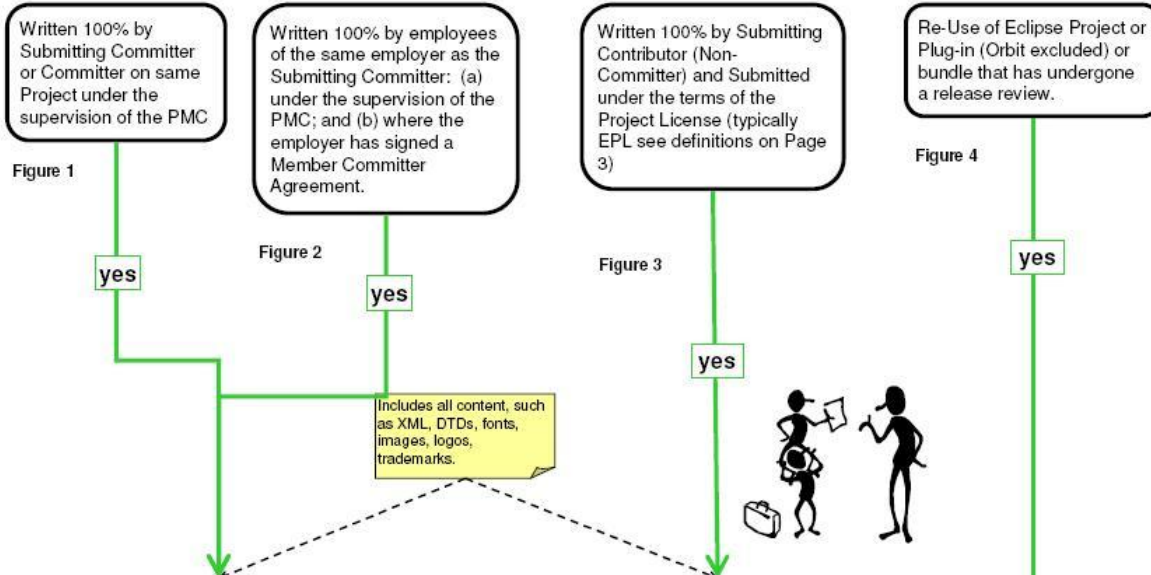 Written 100% by
Submitting Committer
or Committer on same
Project under the
supervision of the PMC
Figure 1
yes
Written 100% by employees
of the same employer as the
Submitting Committer:  (a)
under the supervision of the
PMC; and (b) where the
employer has signed a
Member Committer
Agreement.
Figure 2
yes
Includes all content, such
as XML, DTDs, fonts,
images, logos,
trademarks.
Written 100% by Submitting
Contributor (Non-
Committer) and Submitted
under the terms of the
Project License (typically
EPL see definitions on Page
3)
Figure 3
yes
Re-Use of Eclipse Project or
Plug-in (Orbit excluded) or
bundle that has undergone
a release review.
Figure 4
yes